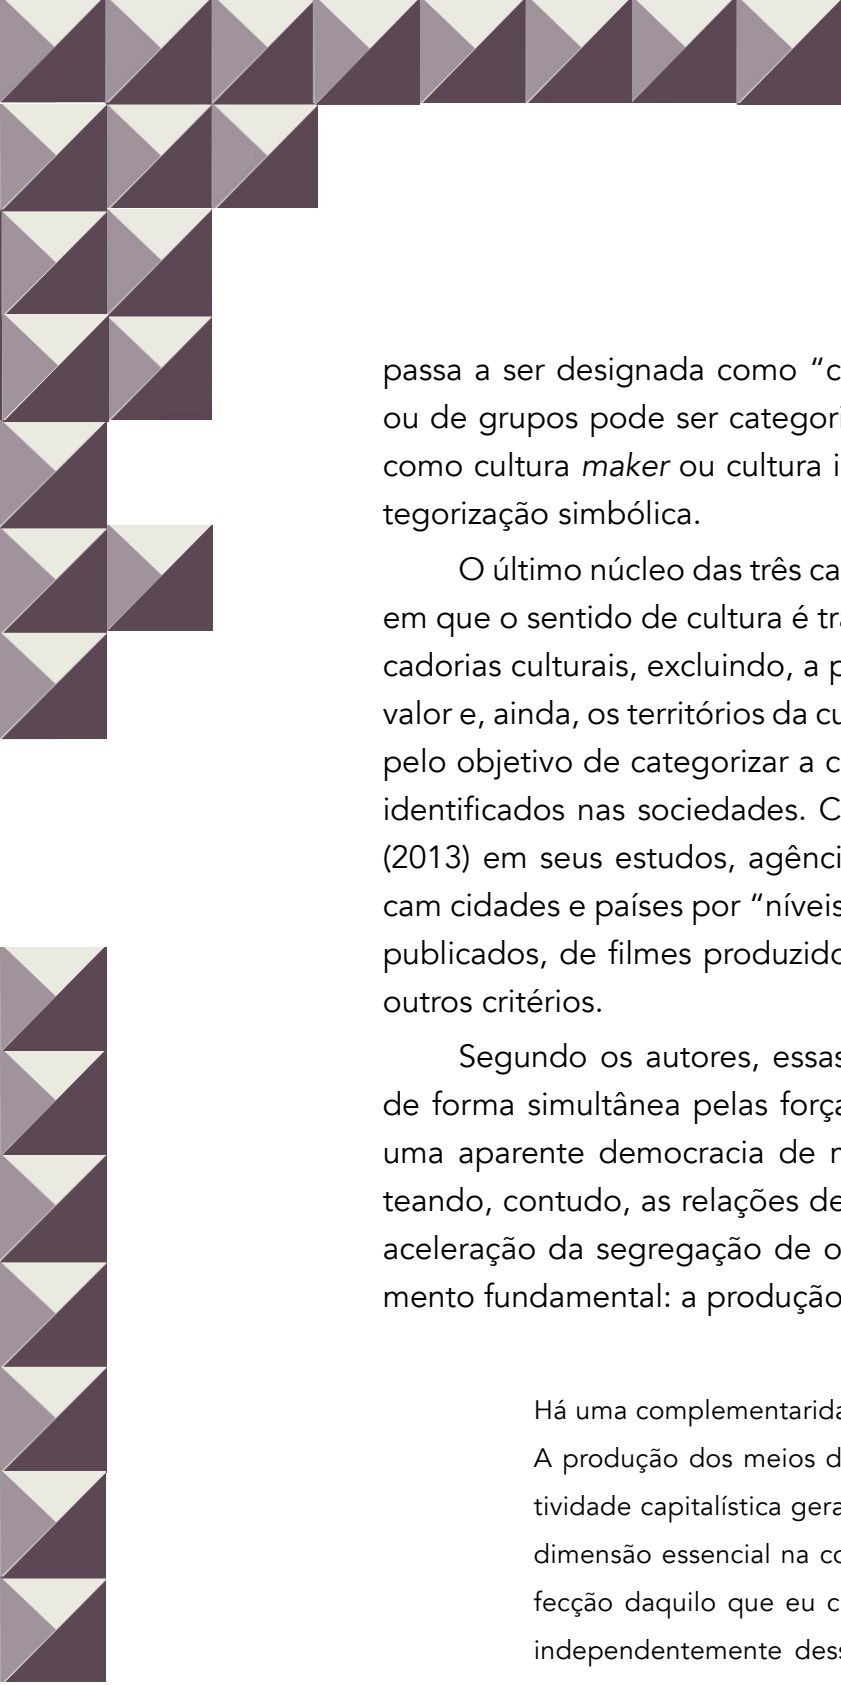 passa a ser designada como “c
ou de grupos pode ser categori
como cultura maker ou cultura i
tegorização simbólica.
O último núcleo das três ca
em que o sentido de cultura é tra
cadorias culturais, excluindo, a p
valor e, ainda, os territórios da cu
pelo objetivo de categorizar a c
identificados nas sociedades. C
(2013) em seus estudos, agênci
cam cidades e países por “níveis
publicados, de filmes produzido
outros critérios.
Segundo os autores, essas
de forma simultânea pelas força
uma aparente democracia de m
teando, contudo, as relações de
aceleração da segregação de o
mento fundamental: a produção
Há uma complementarida
A produção dos meios d
tividade capitalística gera
dimensão essencial na co
fecção daquilo que eu c
independentemente dess